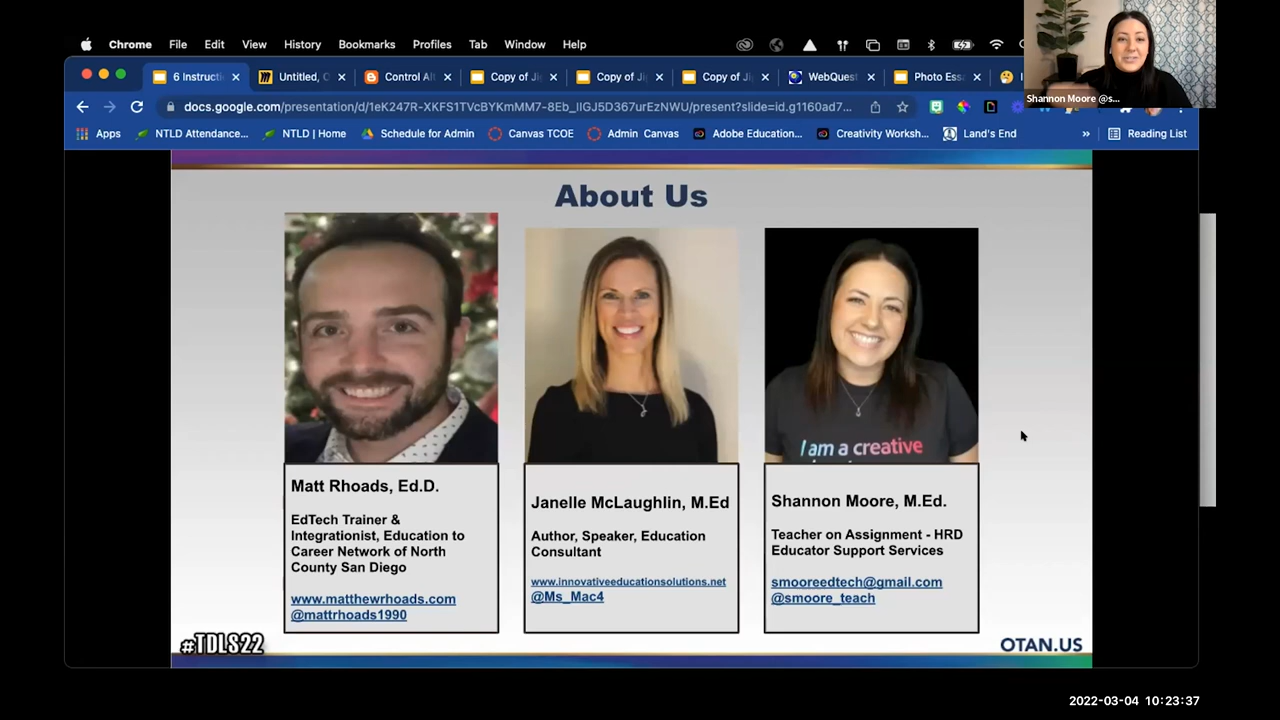 Chrome File Edit View History Bookmarks Profiles Tab Window Help
6 Instructi Untitled, Control Al Copy of Ji Copy of Jig Copy of Ji WebQues Photo Ess
docs.google.com/presentation/d/1eK247R-XKFS1TVcBYKmMM7-8Eb_IIGJ5D367urEzNWU/present?slide=id.g1160ad7...
Shannon Moore @s...
Apps NTLD Attendance... NTLD | Home Schedule for Admin Canvas TCOE Admin Canvas Adobe Education... Creativity Worksh... Land's End » Reading List
About Us
I am a creative
Matt Rhoads, Ed.D.
EdTech Trainer &
Integrationist, Education to
Career Network of North
County San Diego
www.matthewrhoads.com
@mattrhoads1990
Janelle McLaughlin, M.Ed
Author, Speaker, Education
Consultant
www.innovativeeducationsolutions.net
@Ms_Mac4
Shannon Moore, M.Ed.
Teacher on Assignment - HRD
Educator Support Services
smooreedtech@gmail.com
@smoore_teach
#TDLS22
OTAN.US
2022-03-04 10:23:37